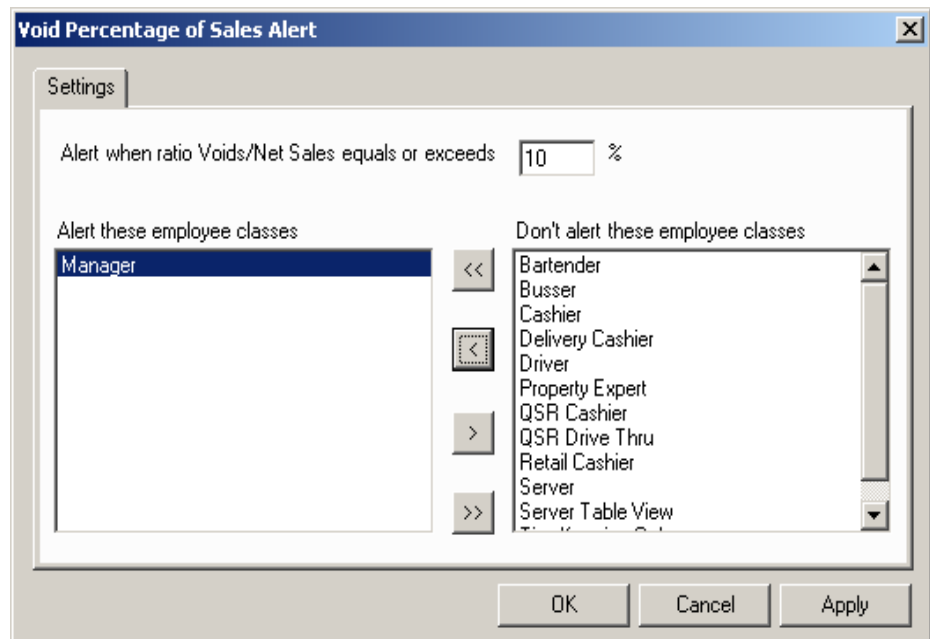 Void Percentage of Sales Alert
Settings
Alert when ratio Voids/Net Sales equals or exceeds 10 %
Alert these employee classes
Manager
<<
<
>
>>
Don't alert these employee classes
Bartender
Busser
Cashier
Delivery Cashier
Driver
Property Expert
QSR Cashier
QSR Drive Thru
Retail Cashier
Server
Server Table View
OK Cancel Apply